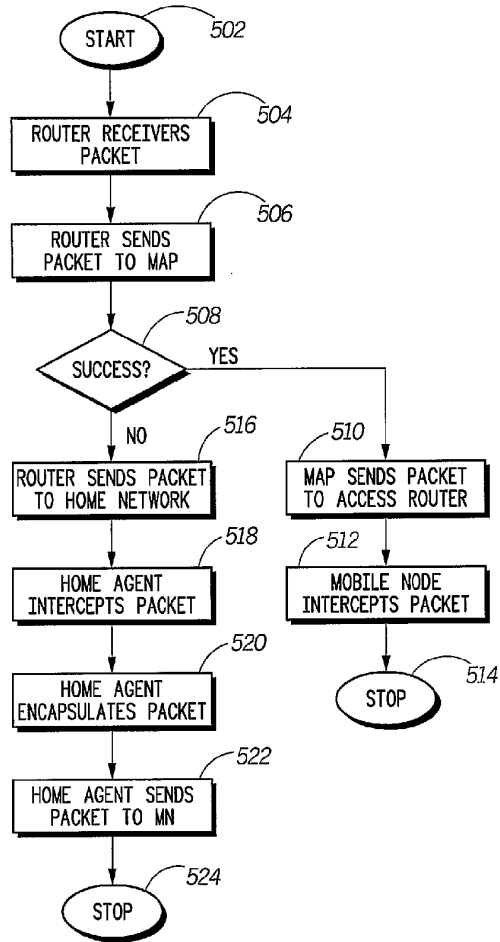 START
502
504
ROUTER RECEIVERS
PACKET
506
ROUTER SENDS
PACKET TO MAP
508
SUCCESS?
YES
NO
516
ROUTER SENDS PACKET
TO HOME NETWORK
510
MAP SENDS PACKET
TO ACCESS ROUTER
518
HOME AGENT
INTERCEPTS PACKET
512
MOBILE NODE
INTERCEPTS PACKET
520
HOME AGENT
ENCAPSULATES PACKET
STOP
514
522
HOME AGENT SENDS
PACKET TO MN
524
STOP